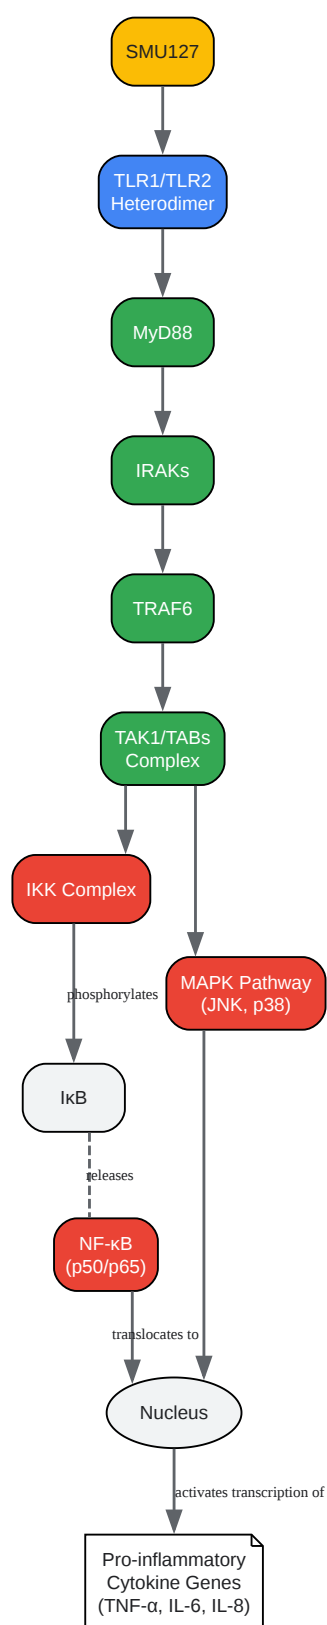 SMU127
TLR1/TLR2
Heterodimer
MyD88
IRAKs
TRAF6
TAK1/TABs
Complex
IKK Complex
MAPK Pathway
(JNK, p38)
phosphorylates
IκB
releases
NF-κB
(p50/p65)
translocates to
Nucleus
activates transcription of
Pro-inflammatory
Cytokine Genes
(TNF-α, IL-6, IL-8)